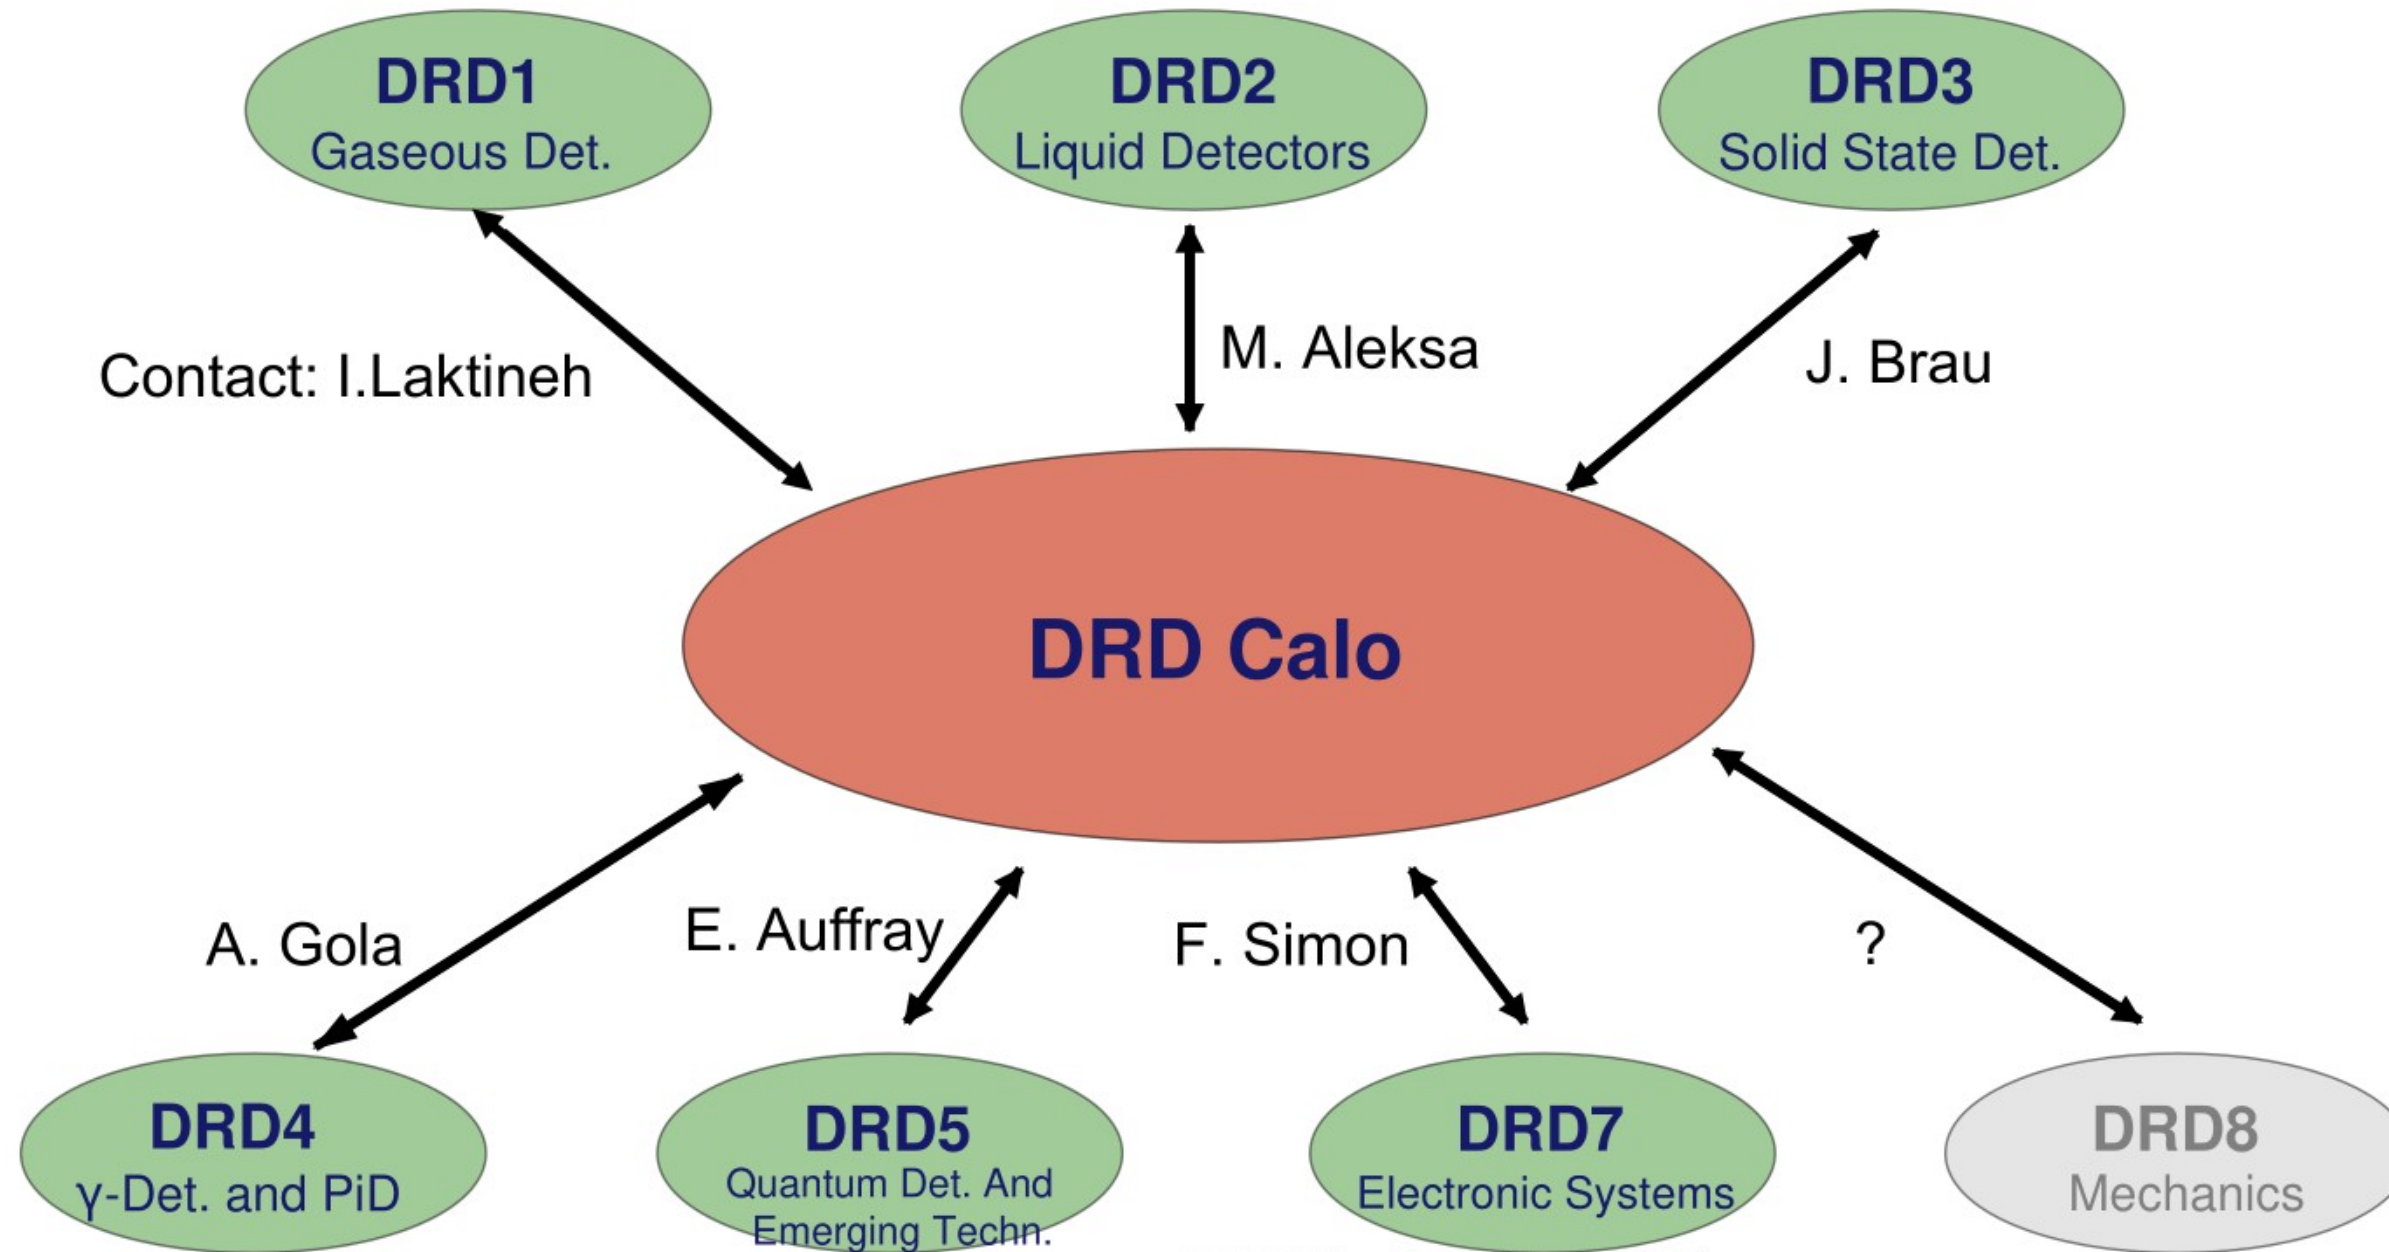 DRD1
Gaseous Det.
DRD2
Liquid Detectors
DRD3
Solid State Det.
Contact: I.Laktineh
M. Aleksa
J. Brau
DRD Calo
A. Gola
E. Auffray
F. Simon
?
DRD4
γ-Det. and PiD
DRD5
Quantum Det. And
Emerging Techn.
DRD7
Electronic Systems
DRD8
Mechanics